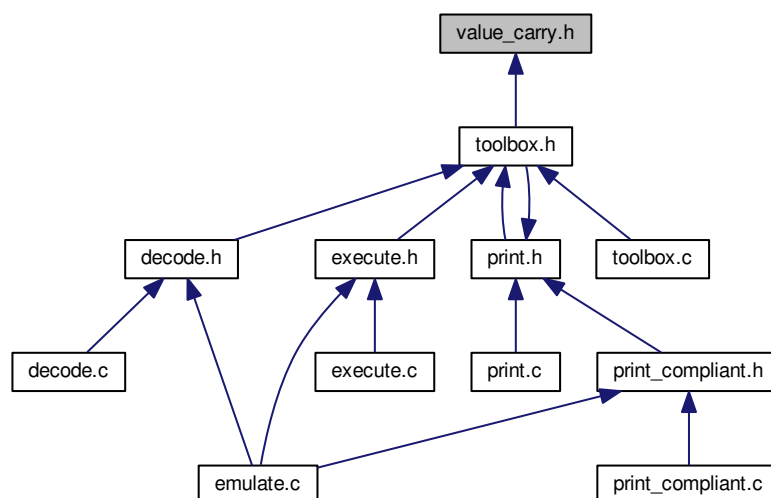 value_carry.h
toolbox.h
decode.h
execute.h
print.h
toolbox.c
decode.c
execute.c
print.c
print_compliant.h
emulate.c
print_compliant.c